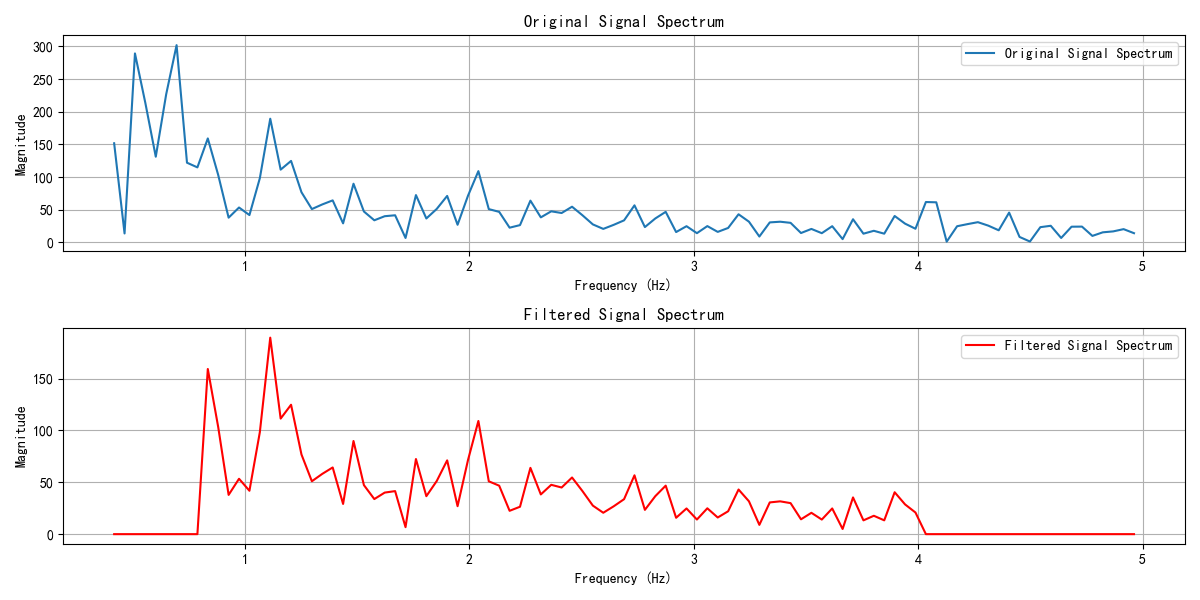 Original Signal Spectrum
Original Signal Spectrum
300
250
200
150
100
50
0
Magnitude
1 2 3 4 5
Frequency (Hz)
Filtered Signal Spectrum
Filtered Signal Spectrum
150
100
50
0
Magnitude
1 2 3 4 5
Frequency (Hz)